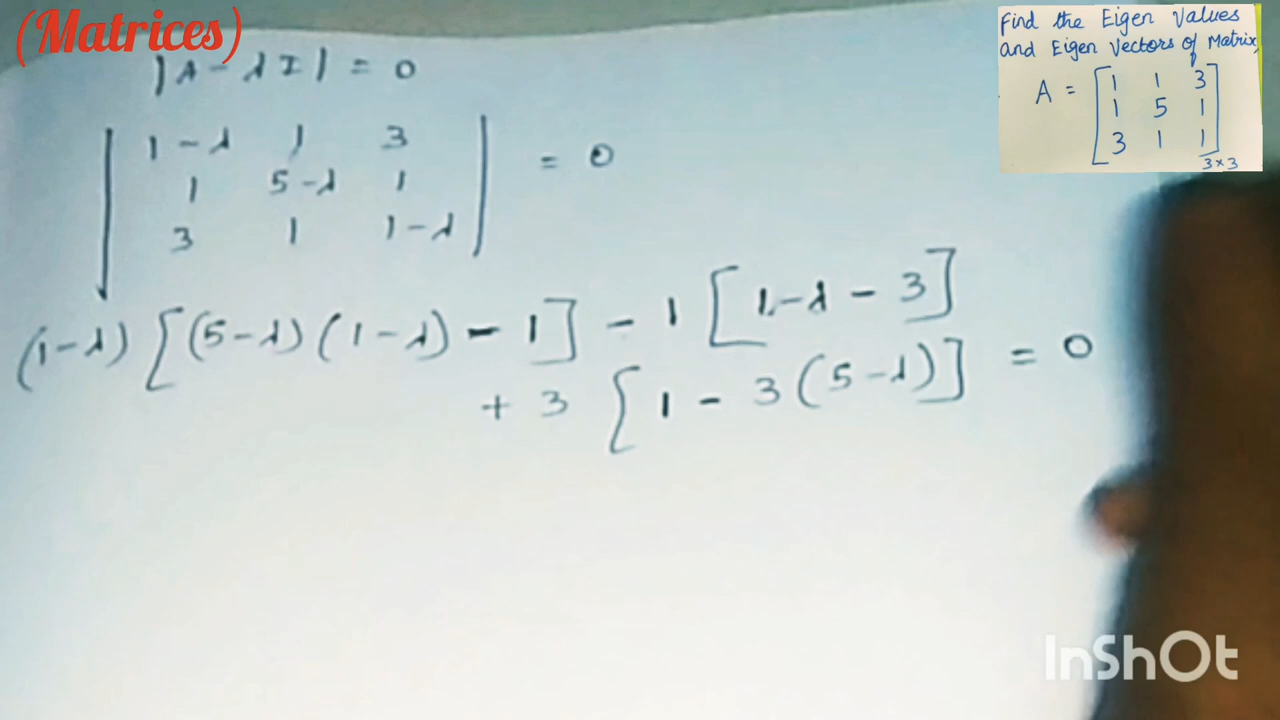 (Matrices)
Find the Eigen Values
and Eigen Vectors of Matrix,
A = [1 1 3
1 5 1
3 1 1] 3×3
|A - λI| = 0
|1-λ 1 3|
|1 5-λ 1| = 0
|3 1 1-λ|
(1-λ) [(5-λ)(1-λ) - 1] - 1 [1-λ - 3]
+ 3 [1 - 3(5-λ)] = 0
InShOt